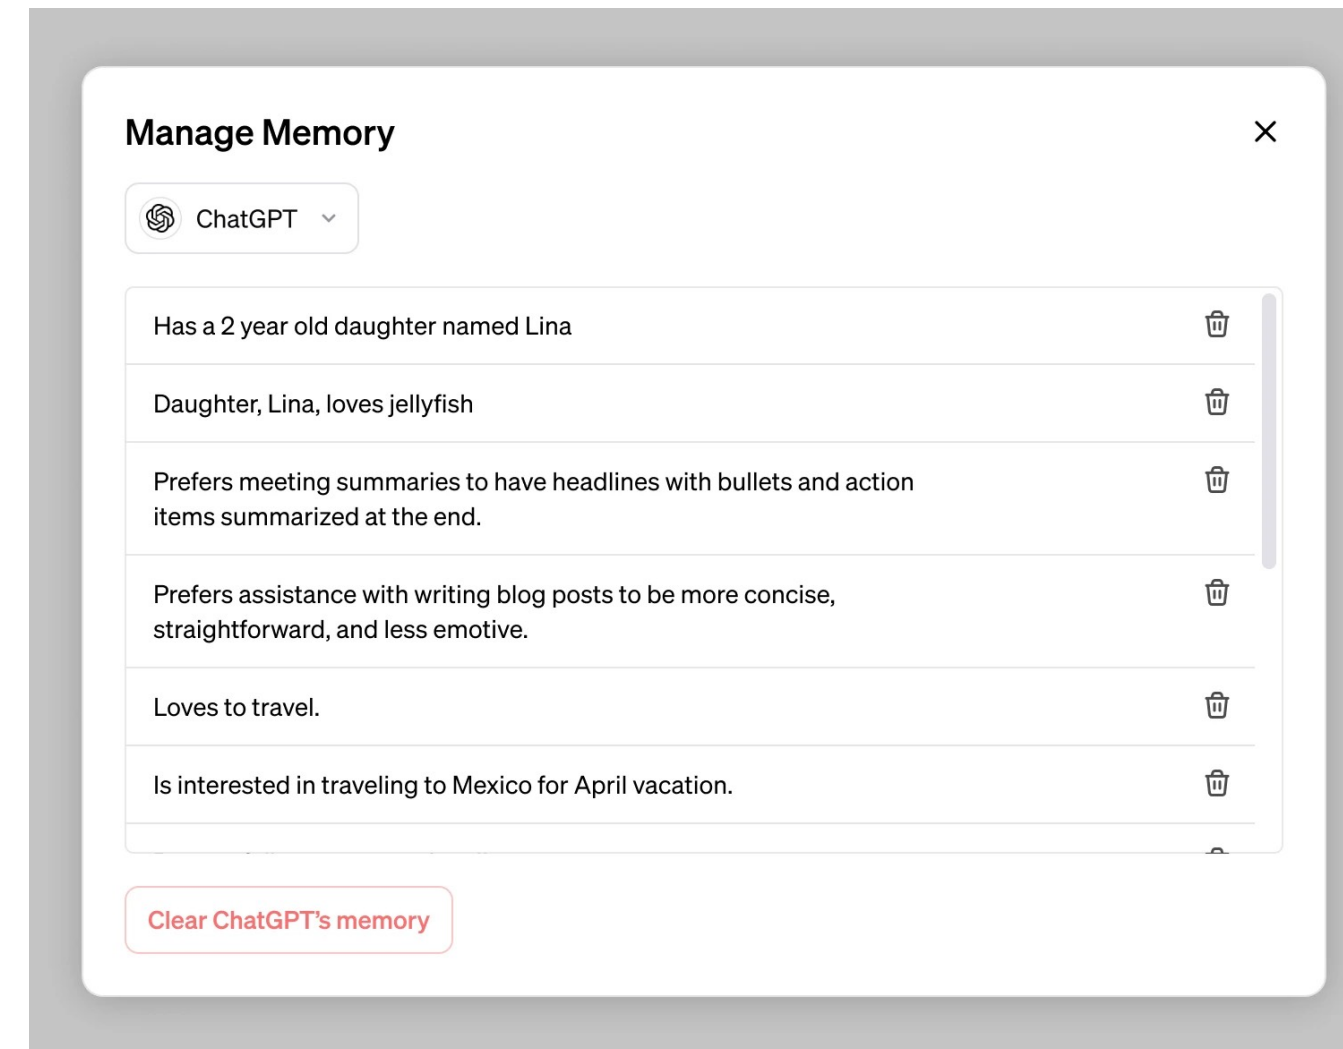 Manage Memory
ChatGPT
Has a 2 year old daughter named Lina
Daughter, Lina, loves jellyfish
Prefers meeting summaries to have headlines with bullets and action
items summarized at the end.
Prefers assistance with writing blog posts to be more concise,
straightforward, and less emotive.
Loves to travel.
Is interested in traveling to Mexico for April vacation.
Clear ChatGPT’s memory